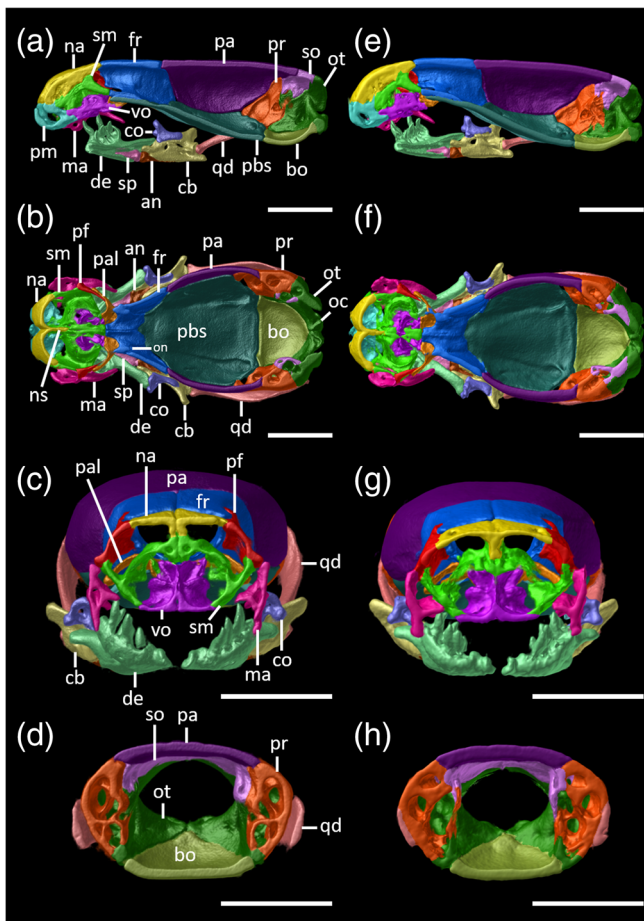 (a)
na
sm
fr
pa
pr
so
ot
pm
ma
de
sp
an
co
vo
cb
qd
pbs
bo
(e)
(b)
na
sm
pf
pal
an
fr
pa
pr
ot
oc
pbs
bo
on
ns
ma
sp
de
co
cb
qd
(f)
(c)
pal
na
pa
fr
pf
qd
cb
de
vo
sm
ma
co
(g)
(d)
so
pa
pr
ot
bo
qd
(h)